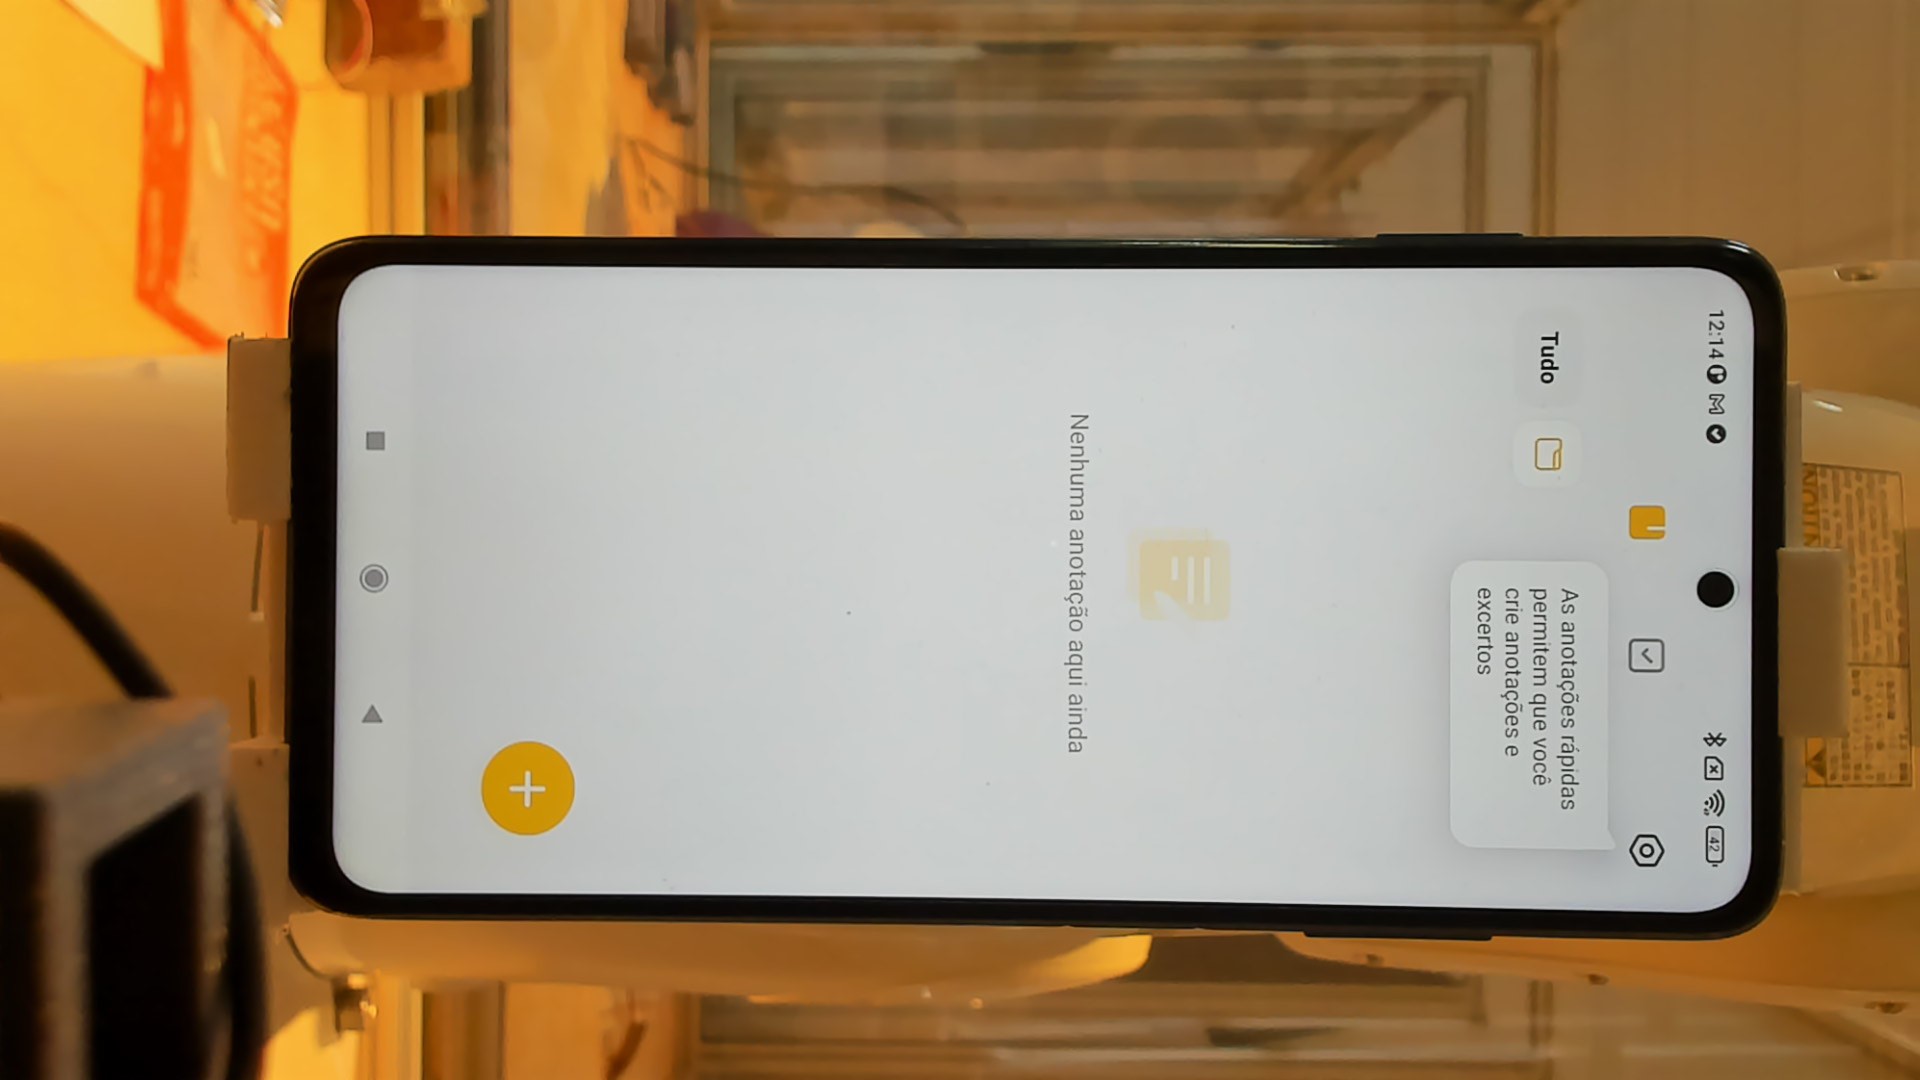 12:14
42
Tudo
As anotações rápidas
permitem que você
crie anotações e
excertos
Nenhuma anotação aqui ainda